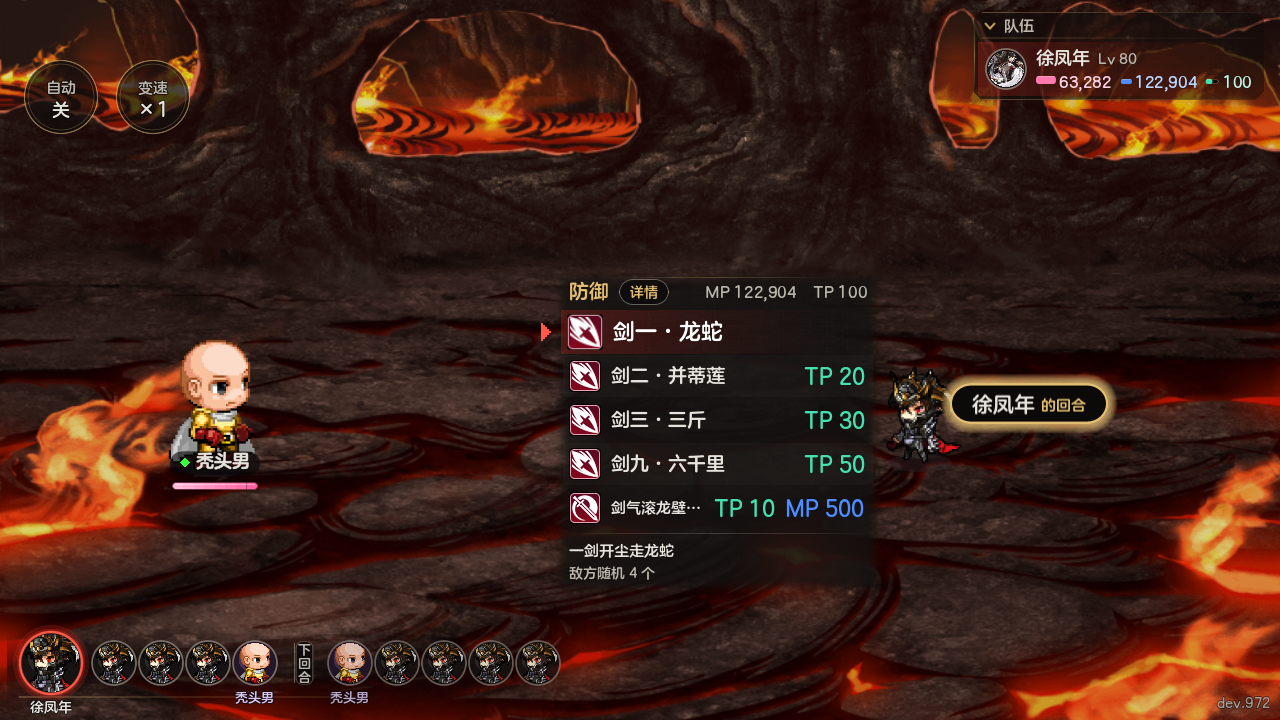 自动
关
变速
×1
队伍
徐凤年 Lv 80
63,282 122,904 100
防御 详情 MP 122,904 TP 100
剑一·龙蛇
剑二·并蒂莲 TP 20
剑三·三斤 TP 30
剑九·六千里 TP 50
剑气滚龙壁… TP 10 MP 500
一剑开尘走龙蛇
敌方随机 4 个
秃头男
徐凤年 的回合
下回合
徐凤年
秃头男
秃头男
dev.972